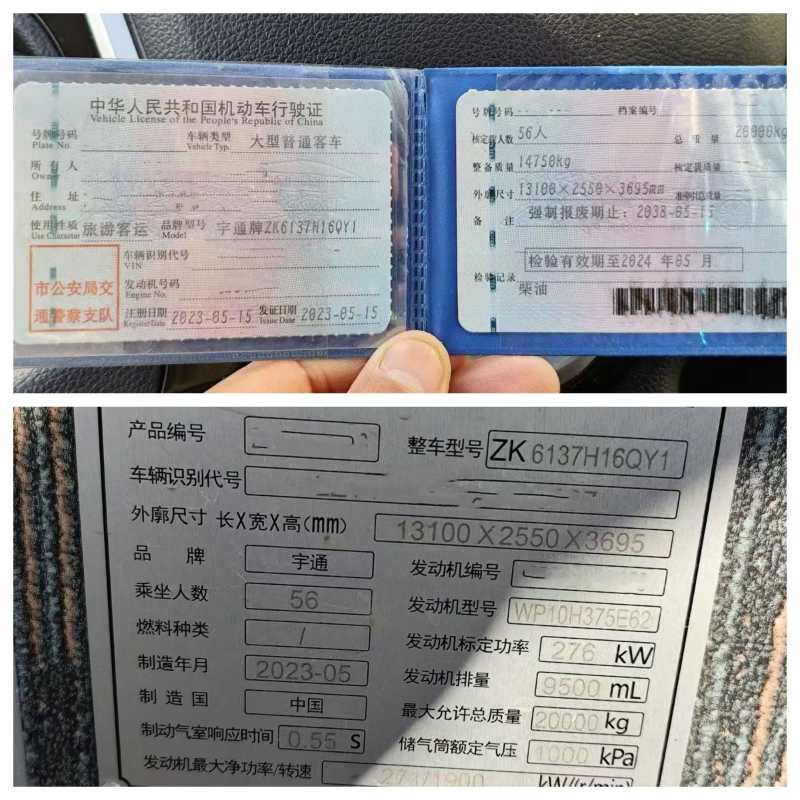 中华人民共和国机动车行驶证
Vehicle License of the People's Republic of China
号牌号码 车辆类型 大型普通客车
Plate No. Vehicle Typ.
所有人
Owner
住址
Address
使用性质 旅游客运 品牌型号 宇通牌ZK6137H16QY1
Use Character Model
车辆识别代号
VIN
发动机号码
Engine No.
市公安局交
通警察支队
注册日期 2023-05-15 发证日期 2023-05-15
Register Date Issue Date
号牌号码 档案编号
核定载人数 56人 总质量 20000kg
整备质量 14750kg 核定载质量
外廓尺寸 13100×2550×3695mm 准牵引总质量
备注 强制报废期止：2038-05-15
检验有效期至2024 年05 月
检验记录
柴油
产品编号 整车型号 ZK 6137H16QY1
车辆识别代号
外廓尺寸 长X宽X高(mm) 13100X2550X3695
品牌 宇通 发动机编号
乘坐人数 56 发动机型号 WP10H375E62
燃料种类 / 发动机标定功率 276 kW
制造年月 2023-05 发动机排量 9500 mL
制造国 中国 最大允许总质量 20000 kg
制动气室响应时间 0.55 S 储气筒额定气压 1000 kPa
发动机最大净功率/转速 271/1900 kW/(r/min)